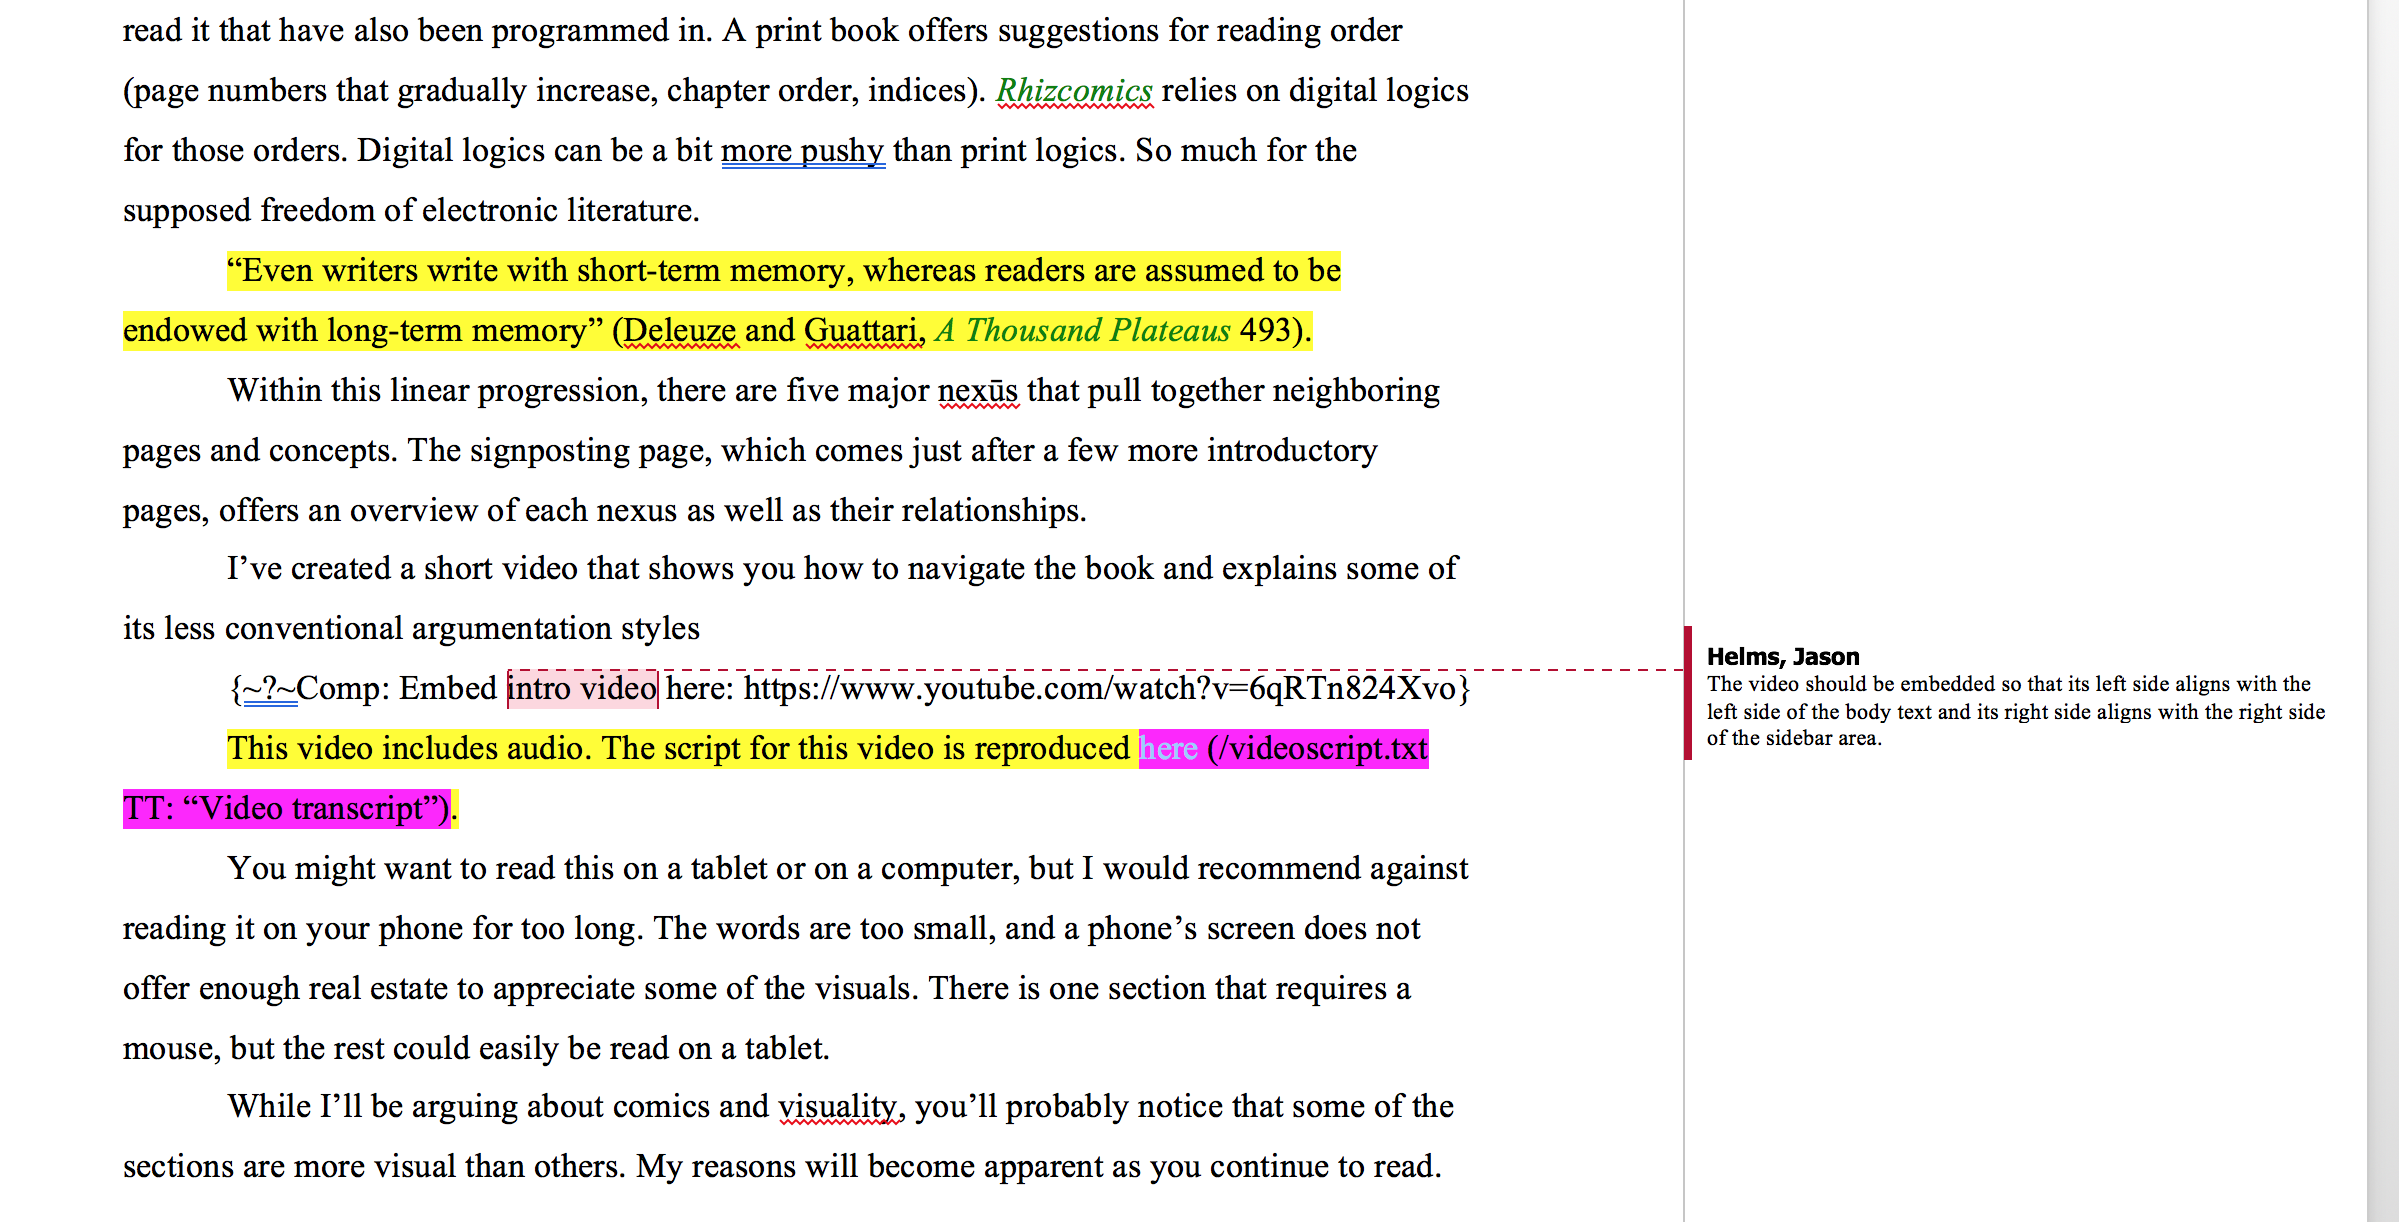 read it that have also been programmed in. A print book offers suggestions for reading order
(page numbers that gradually increase, chapter order, indices). Rhizcomics relies on digital logics
for those orders. Digital logics can be a bit more pushy than print logics. So much for the
supposed freedom of electronic literature.
“Even writers write with short-term memory, whereas readers are assumed to be
endowed with long-term memory” (Deleuze and Guattari, A Thousand Plateaus 493).
Within this linear progression, there are five major nexūs that pull together neighboring
pages and concepts. The signposting page, which comes just after a few more introductory
pages, offers an overview of each nexus as well as their relationships.
I’ve created a short video that shows you how to navigate the book and explains some of
its less conventional argumentation styles
{~?~Comp: Embed intro video here: https://www.youtube.com/watch?v=6qRTn824Xvo}
This video includes audio. The script for this video is reproduced here (/videoscript.txt
TT: “Video transcript”).
You might want to read this on a tablet or on a computer, but I would recommend against
reading it on your phone for too long. The words are too small, and a phone’s screen does not
offer enough real estate to appreciate some of the visuals. There is one section that requires a
mouse, but the rest could easily be read on a tablet.
While I’ll be arguing about comics and visuality, you’ll probably notice that some of the
sections are more visual than others. My reasons will become apparent as you continue to read.
Helms, Jason
The video should be embedded so that its left side aligns with the
left side of the body text and its right side aligns with the right side
of the sidebar area.